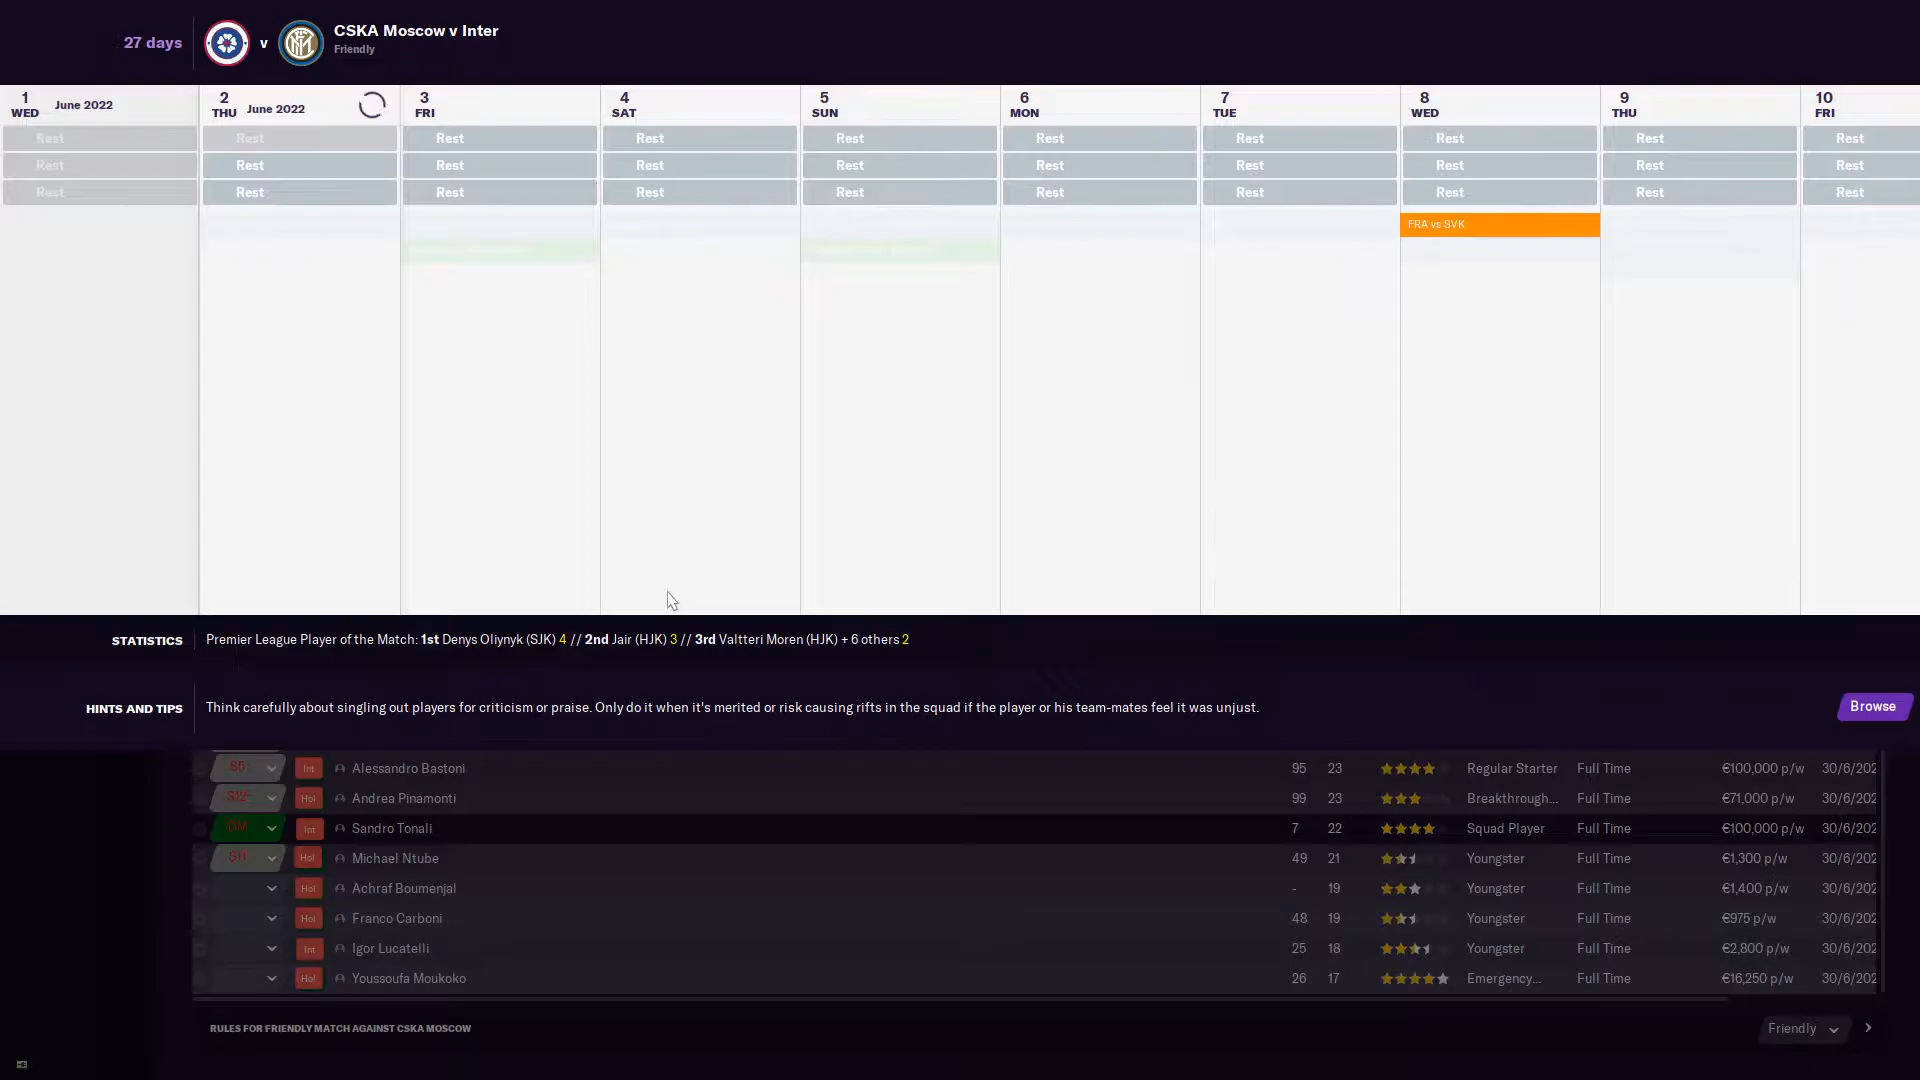 27 days
v
CSKA Moscow v Inter
Friendly
1 WED June 2022
2 THU June 2022
3 FRI
4 SAT
5 SUN
6 MON
7 TUE
8 WED
9 THU
10 FRI
Rest Rest Rest Rest Rest Rest Rest Rest Rest Rest
Rest Rest Rest Rest Rest Rest Rest Rest Rest Rest
Rest Rest Rest Rest Rest Rest Rest Rest Rest Rest
FRA vs SVK
STATISTICS
Premier League Player of the Match: 1st Denys Oliynyk (SJK) 4 // 2nd Jair (HJK) 3 // 3rd Valtteri Moren (HJK) + 6 others 2
HINTS AND TIPS
Think carefully about singling out players for criticism or praise. Only do it when it's merited or risk causing rifts in the squad if the player or his team-mates feel it was unjust.
Browse
Int Alessandro Bastoni 95 23 Regular Starter Full Time €100,000 p/w 30/6/202
S12 Hol Andrea Pinamonti 99 23 Breakthrough... Full Time €71,000 p/w 30/6/202
DM Int Sandro Tonali 7 22 Squad Player Full Time €100,000 p/w 30/6/202
S11 Hol Michael Ntube 49 21 Youngster Full Time €1,300 p/w 30/6/202
Hol Achraf Boumenjal - 19 Youngster Full Time €1,400 p/w 30/6/202
Hol Franco Carboni 48 19 Youngster Full Time €975 p/w 30/6/202
Int Igor Lucatelli 25 18 Youngster Full Time €2,800 p/w 30/6/202
Hol Youssoufa Moukoko 26 17 Emergency... Full Time €16,250 p/w 30/6/202
RULES FOR FRIENDLY MATCH AGAINST CSKA MOSCOW
Friendly